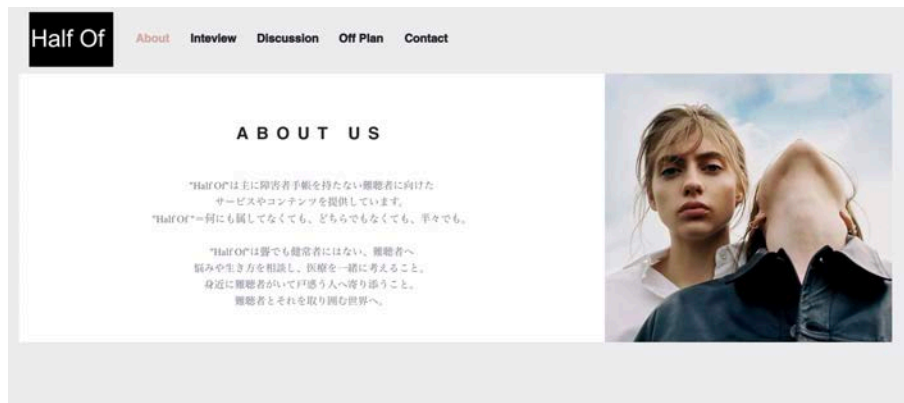 Half Of
About Inteview Discussion Off Plan Contact
ABOUT US
"Half Of"は主に障害者手帳を持たない難聴者に向けた
サービスやコンテンツを提供しています。
"Half Of "＝何にも属してなくても、どちらでもなくても、半々でも。
"Half Of"は聾でも健常者にはない、難聴者へ
悩みや生き方を相談し、医療を一緒に考えること。
身近に難聴者がいて戸惑う人へ寄り添うこと。
難聴者とそれを取り囲む世界へ。